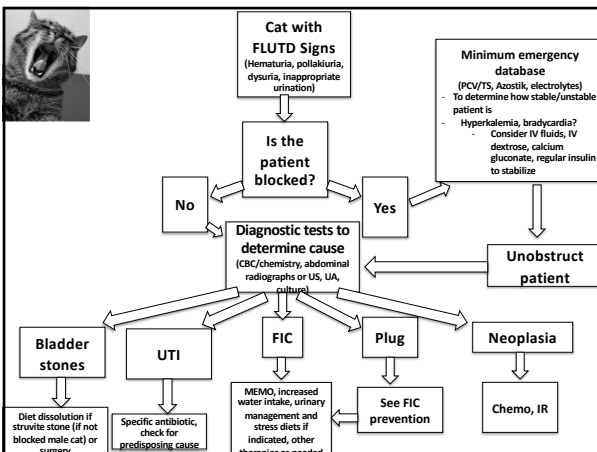 Cat with
FLUTD Signs
(Hematuria, pollakiuria,
dysuria, inappropriate
urination)
Minimum emergency
database
(PCV/TS, Azostik, electrolytes)
- To determine how stable/unstable
patient is
- Hyperkalemia, bradycardia?
- Consider IV fluids, IV
dextrose, calcium
gluconate, regular insulin
to stabilize
Is the
patient
blocked?
No
Yes
Diagnostic tests to
determine cause
(CBC/chemistry, abdominal
radiographs or US, UA,
culture)
Unobstruct
patient
Bladder
stones
UTI
FIC
Plug
Neoplasia
Diet dissolution if
struvite stone (if not
blocked male cat) or
surgery
Specific antibiotic,
check for
predisposing cause
MEMO, increased
water intake, urinary
management and
stress diets if
indicated, other
therapies as needed
See FIC
prevention
Chemo, IR